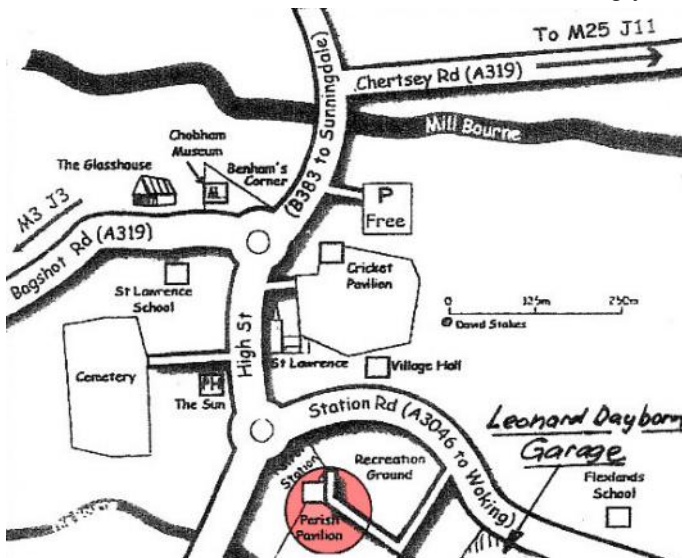 To M25 J11
Chertsey Rd (A319)
(B383 to Sunningdale)
Mill Bourne
Chobham
Museum
Benham's
Corner
The Glasshouse
M
M3 J3
P
Free
Bagshot Rd (A319)
Cricket
Pavilion
St Lawrence
School
0
125m
250m
© David Stokes
High St
St Lawrence
Village Hall
Cemetery
PH
The Sun
Station Rd (A3046 to Woking)
Leonard Dayborn
Garage
Recreation
Ground
Station
Flexlands
School
Parish
Pavilion